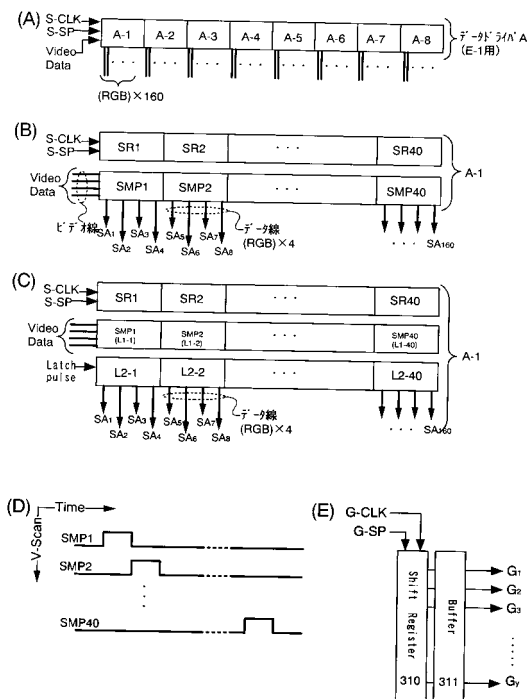 (A)
S-CLK
S-SP
Video
Data
A-1 A-2 A-3 A-4 A-5 A-6 A-7 A-8
データドライバA
(E-1用)
(RGB)×160
(B)
S-CLK
S-SP
SR1 SR2 ・・・ SR40
Video
Data
SMP1 SMP2 ・・・ SMP40
A-1
ビデオ線
SA1 SA2 SA3 SA4 SA5 SA6 SA7 SA8
データ線
(RGB)×4
・・・ SA160
(C)
S-CLK
S-SP
SR1 SR2 ・・・ SR40
Video
Data
SMP1 (L1-1) SMP2 (L1-2) ・・・ SMP40 (L1-40)
A-1
Latch
pulse
L2-1 L2-2 ・・・ L2-40
SA1 SA2 SA3 SA4 SA5 SA6 SA7 SA8
データ線
(RGB)×4
・・・ SA160
(D)
Time
V-Scan
SMP1
SMP2
SMP40
(E)
G-CLK
G-SP
Shift Register
310
Buffer
311
G1
G2
G3
Gy